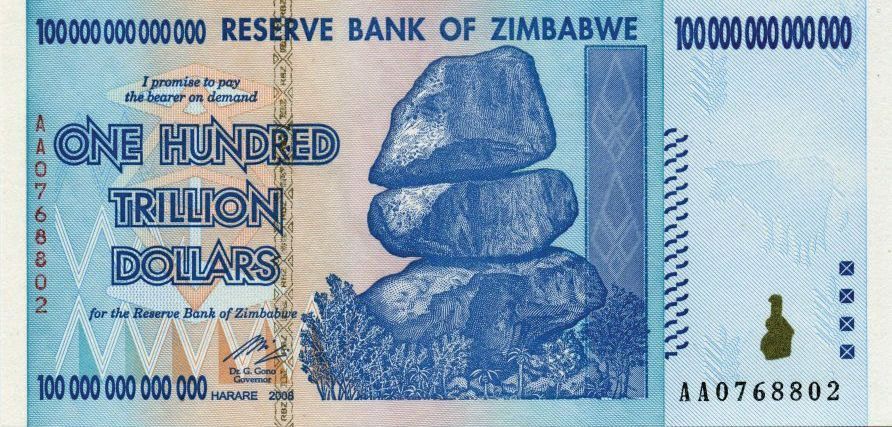 100 000 000 000 000
RESERVE BANK OF ZIMBABWE
100 000 000 000 000
I promise to pay
the bearer on demand
ONE HUNDRED
TRILLION
DOLLARS
for the Reserve Bank of Zimbabwe
Dr. G. Gono
Governor
100 000 000 000 000
HARARE 2008
AA0768802
RBZ
AA0768802